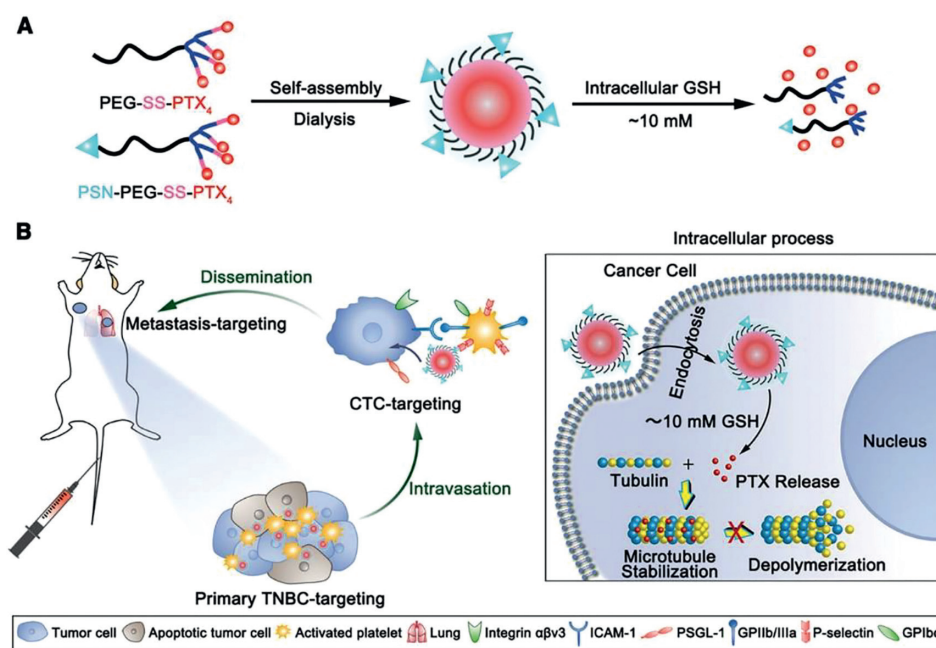 A
PEG-SS-PTX4
PSN-PEG-SS-PTX4
Self-assembly
Dialysis
Intracellular GSH
~10 mM
B
Dissemination
Metastasis-targeting
CTC-targeting
Intravasation
Primary TNBC-targeting
Intracellular process
Cancer Cell
Endocytosis
~10 mM GSH
Nucleus
Tubulin
+
PTX Release
Microtubule
Stabilization
Depolymerization
Tumor cell Apoptotic tumor cell Activated platelet Lung Integrin αβv3 ICAM-1 PSGL-1 GPIIb/IIIa P-selectin GPIbα